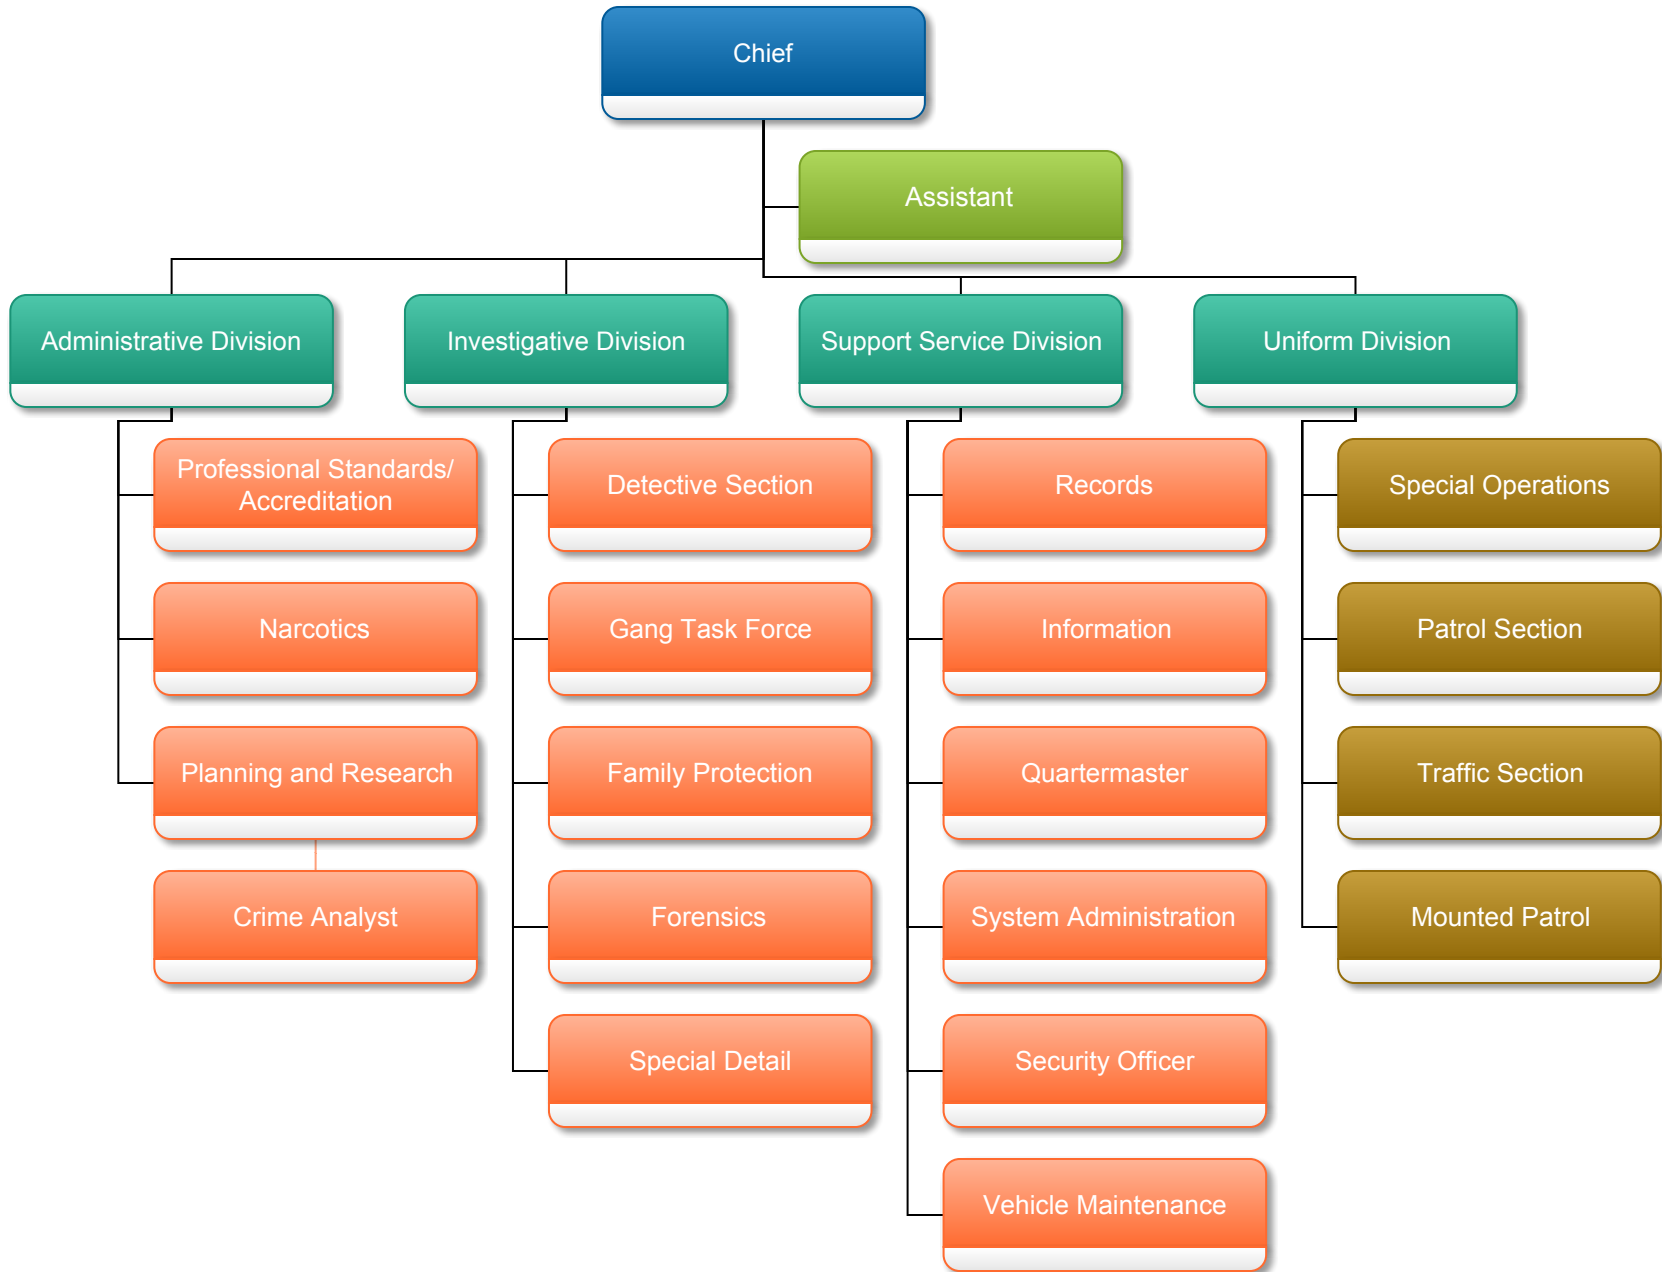 Chief
Assistant
Administrative Division
Investigative Division
Support Service Division
Uniform Division
Professional Standards/
Accreditation
Narcotics
Planning and Research
Crime Analyst
Detective Section
Gang Task Force
Family Protection
Forensics
Special Detail
Records
Information
Quartermaster
System Administration
Security Officer
Vehicle Maintenance
Special Operations
Patrol Section
Traffic Section
Mounted Patrol